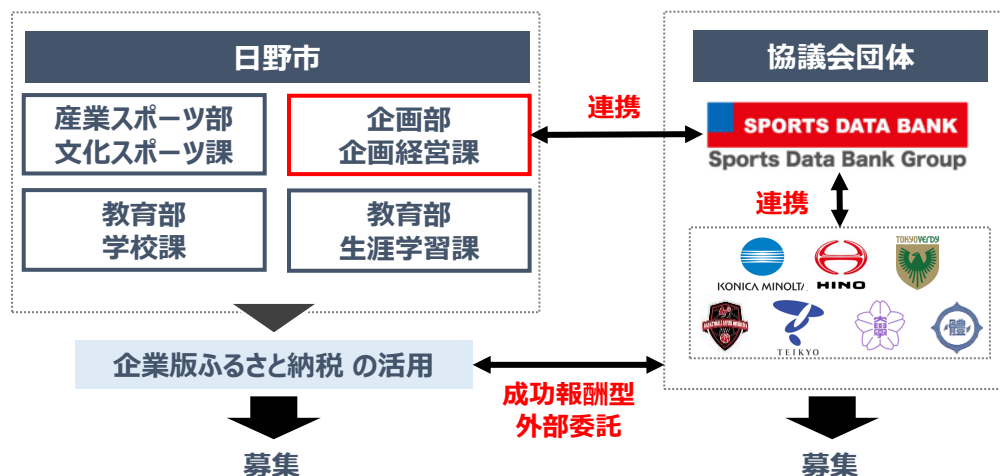 日野市
産業スポーツ部
文化スポーツ課
企画部
企画経営課
教育部
学校課
教育部
生涯学習課
企業版ふるさと納税 の活用
募集
連携
成功報酬型
外部委託
協議会団体
SPORTS DATA BANK
Sports Data Bank Group
連携
KONICA MINOLTA
HINO
TOKYO VERDY
TEIKYO
體
募集